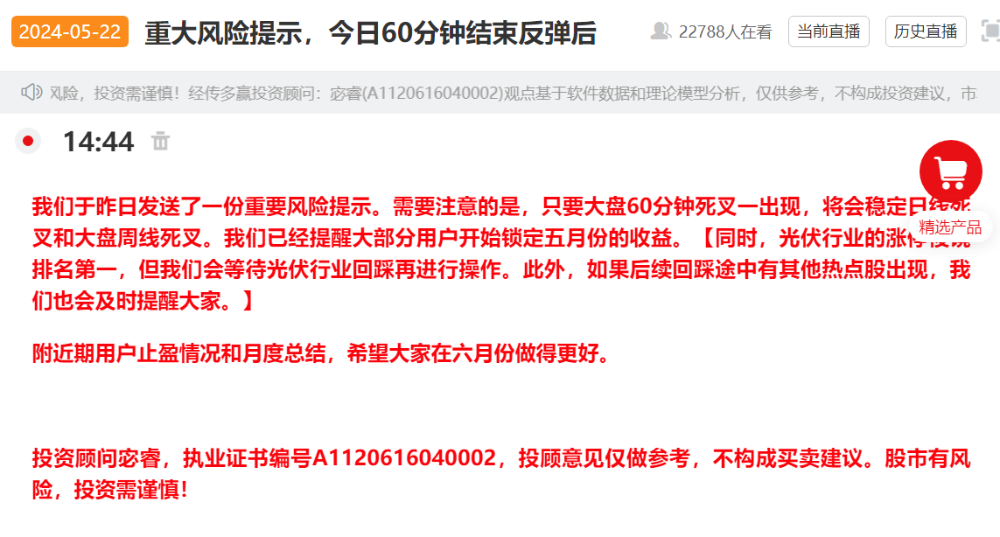 2024-05-22 重大风险提示，今日60分钟结束反弹后 22788人在看 当前直播 历史直播
风险，投资需谨慎！经传多赢投资顾问：宓睿(A1120616040002)观点基于软件数据和理论模型分析，仅供参考，不构成投资建议，市
14:44
我们于昨日发送了一份重要风险提示。需要注意的是，只要大盘60分钟死叉一出现，将会稳定日线死
叉和大盘周线死叉。我们已经提醒大部分用户开始锁定五月份的收益。【同时，光伏行业的涨停
精选产品
排名第一，但我们会等待光伏行业回踩再进行操作。此外，如果后续回踩途中有其他热点股出现，我
们也会及时提醒大家。】
附近期用户止盈情况和月度总结，希望大家在六月份做得更好。
投资顾问宓睿，执业证书编号A1120616040002，投顾意见仅做参考，不构成买卖建议。股市有风
险，投资需谨慎！